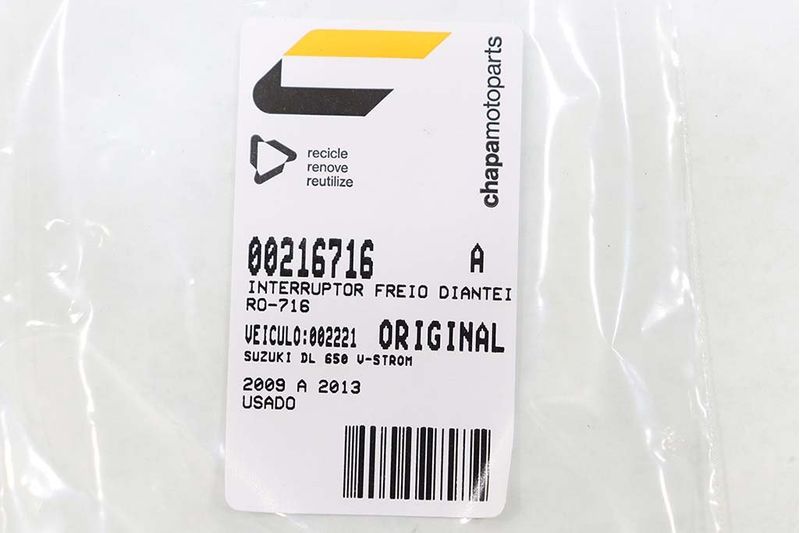 chapamotoparts
recicle
renove
reutilize
00216716 A
INTERRUPTOR FREIO DIANTEI
RO-716
VEICULO:002221 ORIGINAL
SUZUKI DL 650 V-STROM
2009 A 2013
USADO